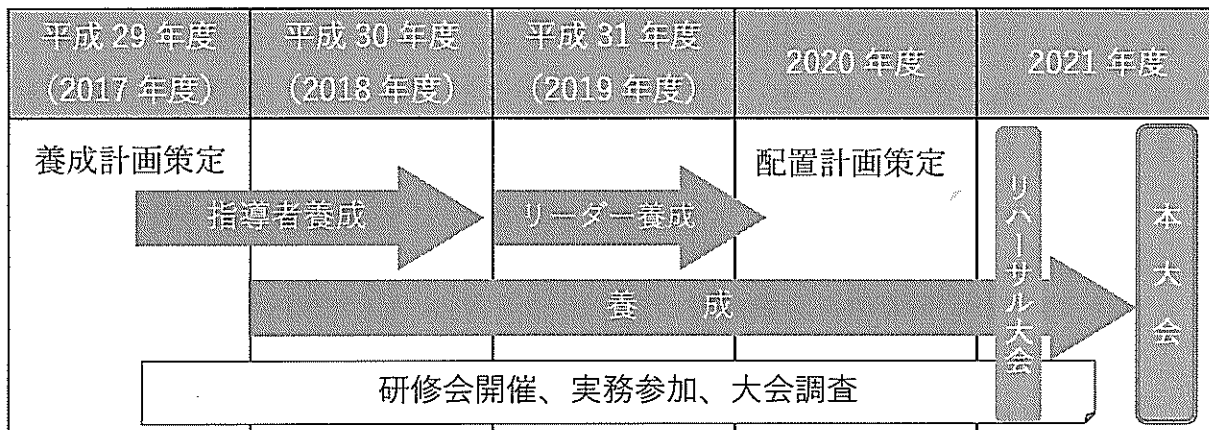 平成 29 年度
(2017 年度)
平成 30 年度
(2018 年度)
平成 31 年度
(2019 年度)
2020 年度
2021 年度
養成計画策定
配置計画策定
指導者養成
リーダー養成
養　成
研修会開催、実務参加、大会調査
リハーサル大会
本大会